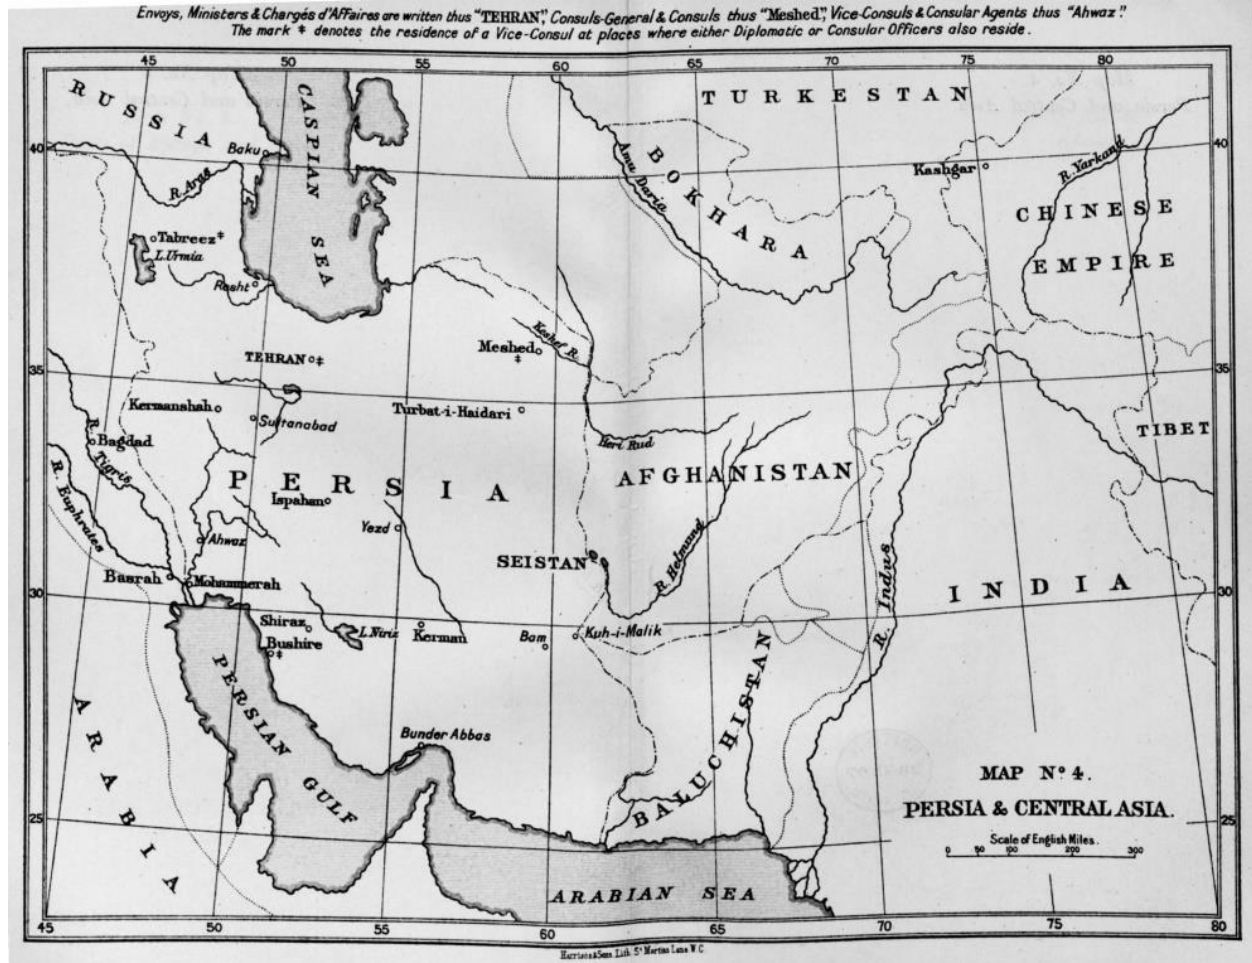 Envoys, Ministers & Chargés d'Affaires are written thus "TEHRAN", Consuls-General & Consuls thus "Meshed", Vice-Consuls & Consular Agents thus "Ahwaz".
The mark ‡ denotes the residence of a Vice-Consul at places where either Diplomatic or Consular Officers also reside.
45 50 55 60 65 70 75 80
RUSSIA
CASPIAN SEA
TURKESTAN
40
Baku
R. Aras
Amu Daria
BOKHARA
Kashgar
R. Yarkand
40
CHINESE
EMPIRE
Tabreez‡
L. Urmia
Resht
TEHRAN ‡
Meshed
‡
Keshef R.
35
35
Kermanshah
Sultanabad
Turbat-i-Haidari
Bagdad
R. Tigris
Heri Rud
TIBET
R. Euphrates
PERSIA
AFGHANISTAN
Ispahan
Yezd
Ahwaz
SEISTAN
R. Helmund
R. Indus
Basrah
Mohammerah
30
INDIA
30
Shiraz
L. Niriz
Kerman
Bam
Kuh-i-Malik
Bushire
‡
PERSIAN GULF
ARABIA
Bunder Abbas
BALUCHISTAN
MAP No. 4.
PERSIA & CENTRAL ASIA.
25
25
Scale of English Miles.
0 50 100 200 300
ARABIAN SEA
45 50 55 60 65 70 75 80
Harrison & Sons, Lith. St Martins Lane, W.C.